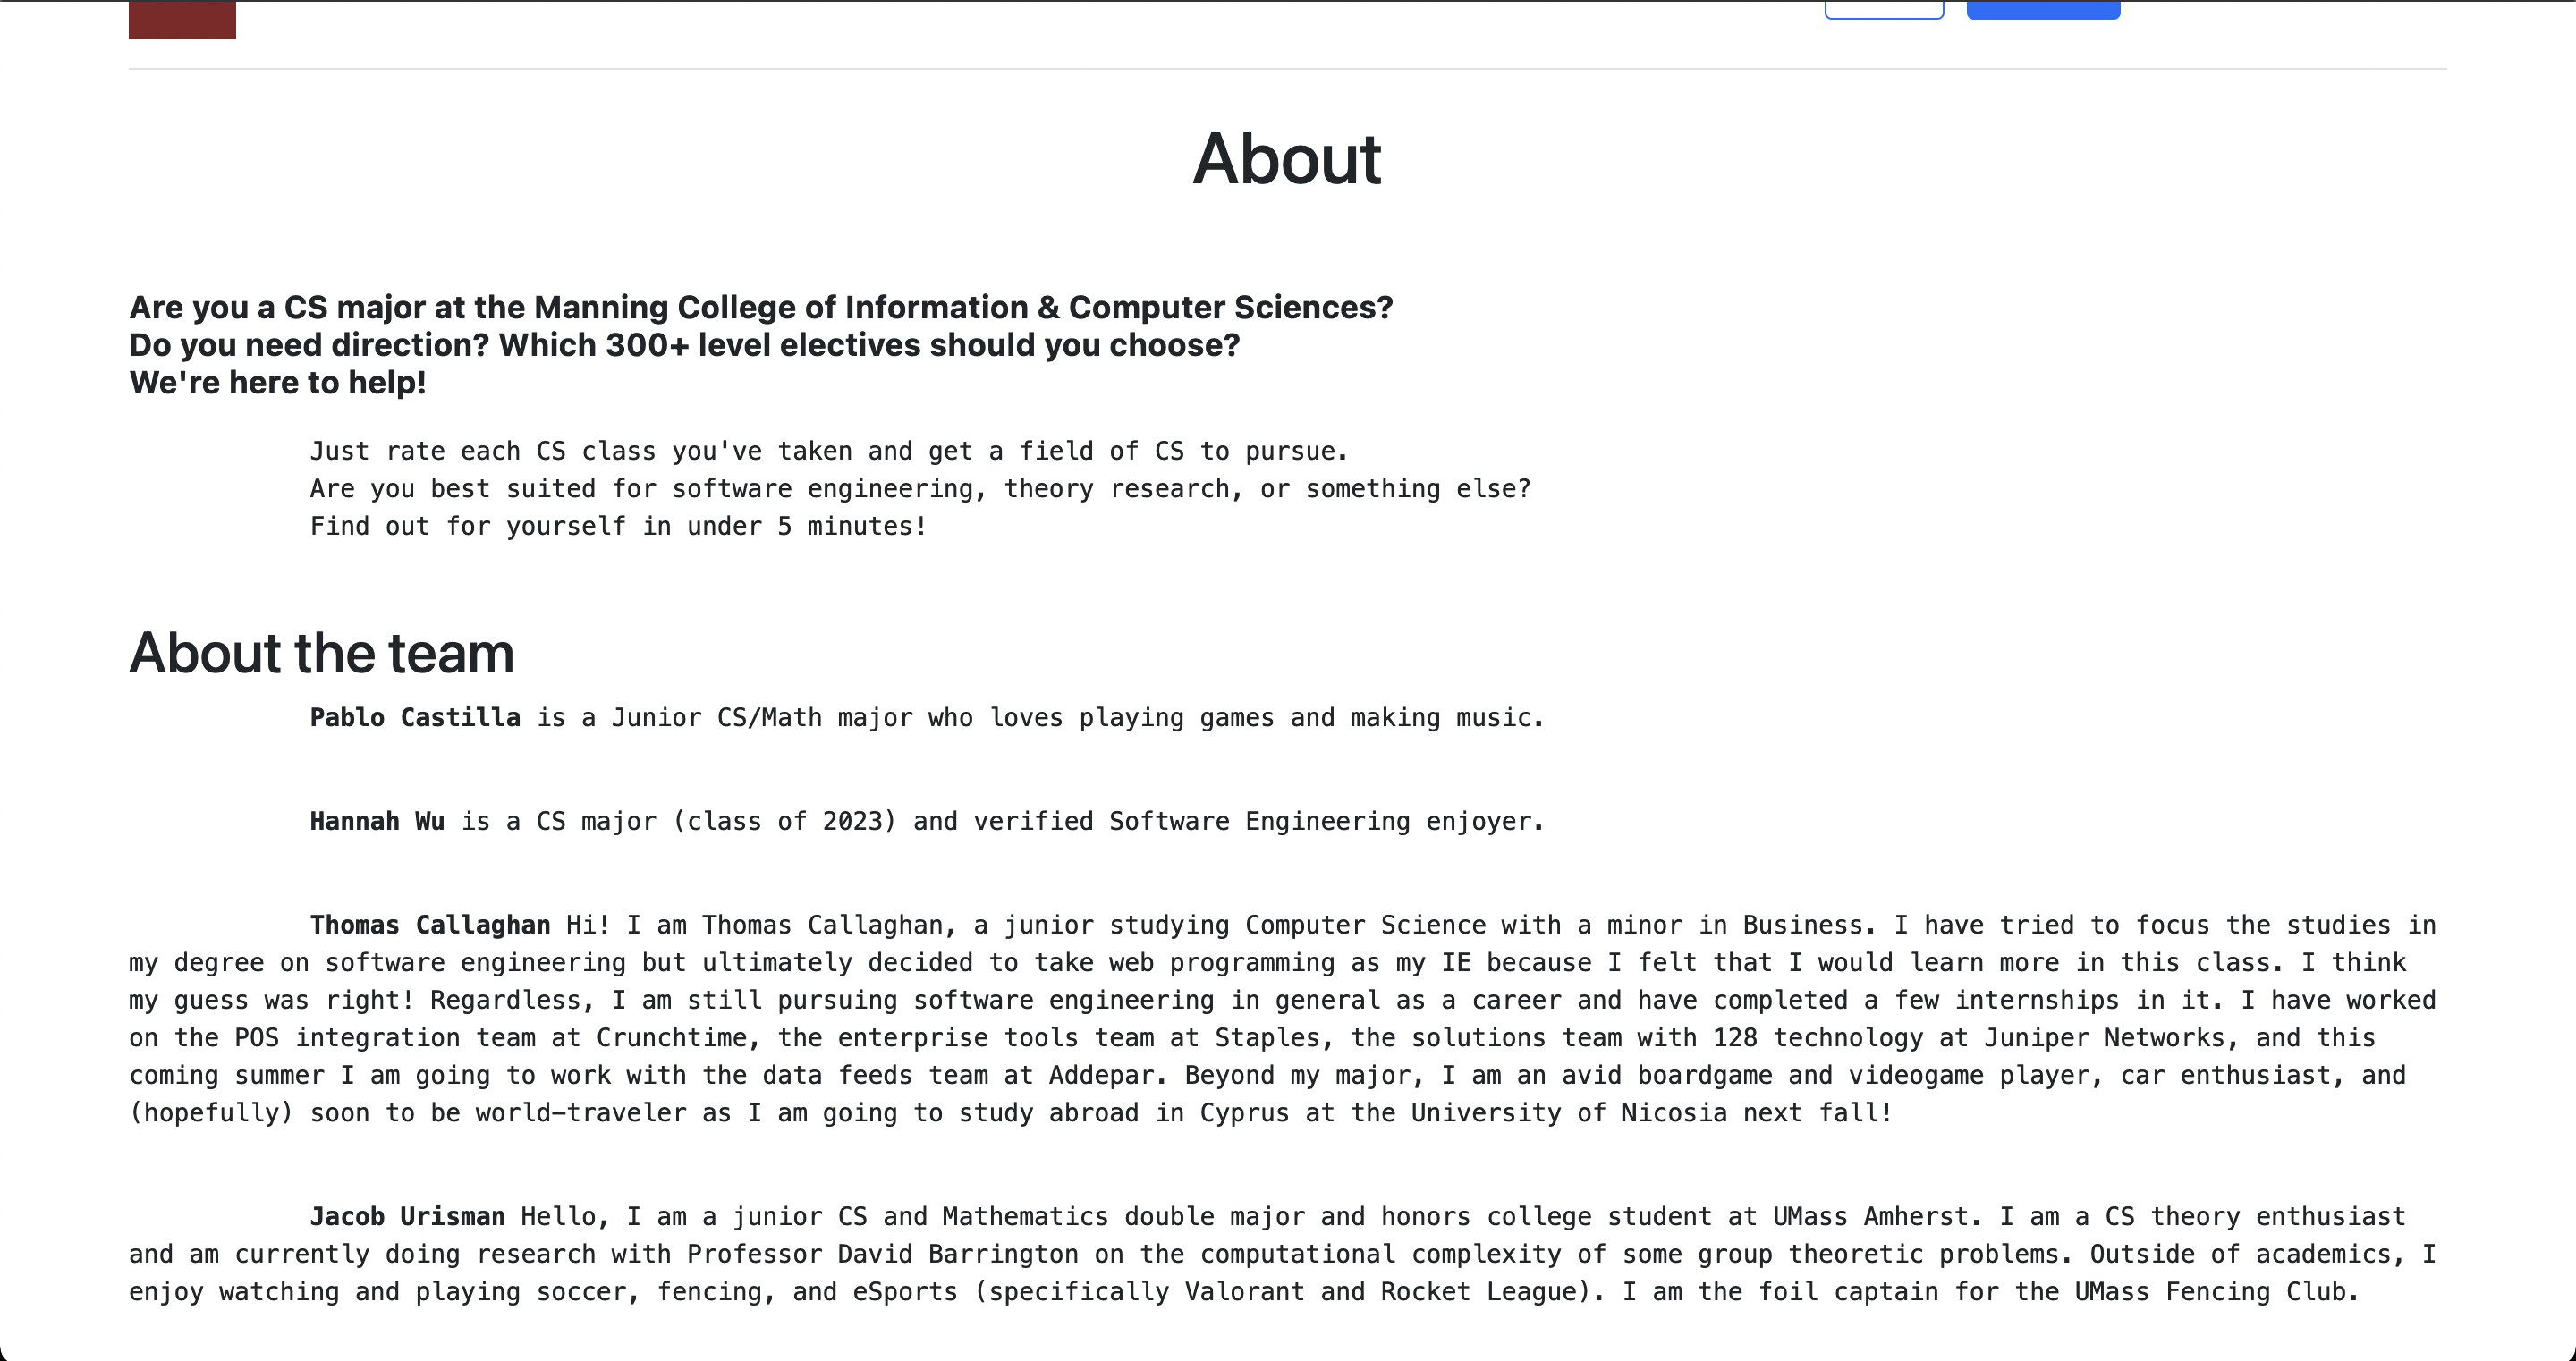 About
Are you a CS major at the Manning College of Information & Computer Sciences?
Do you need direction? Which 300+ level electives should you choose?
We're here to help!
Just rate each CS class you've taken and get a field of CS to pursue.
Are you best suited for software engineering, theory research, or something else?
Find out for yourself in under 5 minutes!
About the team
Pablo Castilla is a Junior CS/Math major who loves playing games and making music.
Hannah Wu is a CS major (class of 2023) and verified Software Engineering enjoyer.
Thomas Callaghan Hi! I am Thomas Callaghan, a junior studying Computer Science with a minor in Business. I have tried to focus the studies in
my degree on software engineering but ultimately decided to take web programming as my IE because I felt that I would learn more in this class. I think
my guess was right! Regardless, I am still pursuing software engineering in general as a career and have completed a few internships in it. I have worked
on the POS integration team at Crunchtime, the enterprise tools team at Staples, the solutions team with 128 technology at Juniper Networks, and this
coming summer I am going to work with the data feeds team at Addepar. Beyond my major, I am an avid boardgame and videogame player, car enthusiast, and
(hopefully) soon to be world-traveler as I am going to study abroad in Cyprus at the University of Nicosia next fall!
Jacob Urisman Hello, I am a junior CS and Mathematics double major and honors college student at UMass Amherst. I am a CS theory enthusiast
and am currently doing research with Professor David Barrington on the computational complexity of some group theoretic problems. Outside of academics, I
enjoy watching and playing soccer, fencing, and eSports (specifically Valorant and Rocket League). I am the foil captain for the UMass Fencing Club.